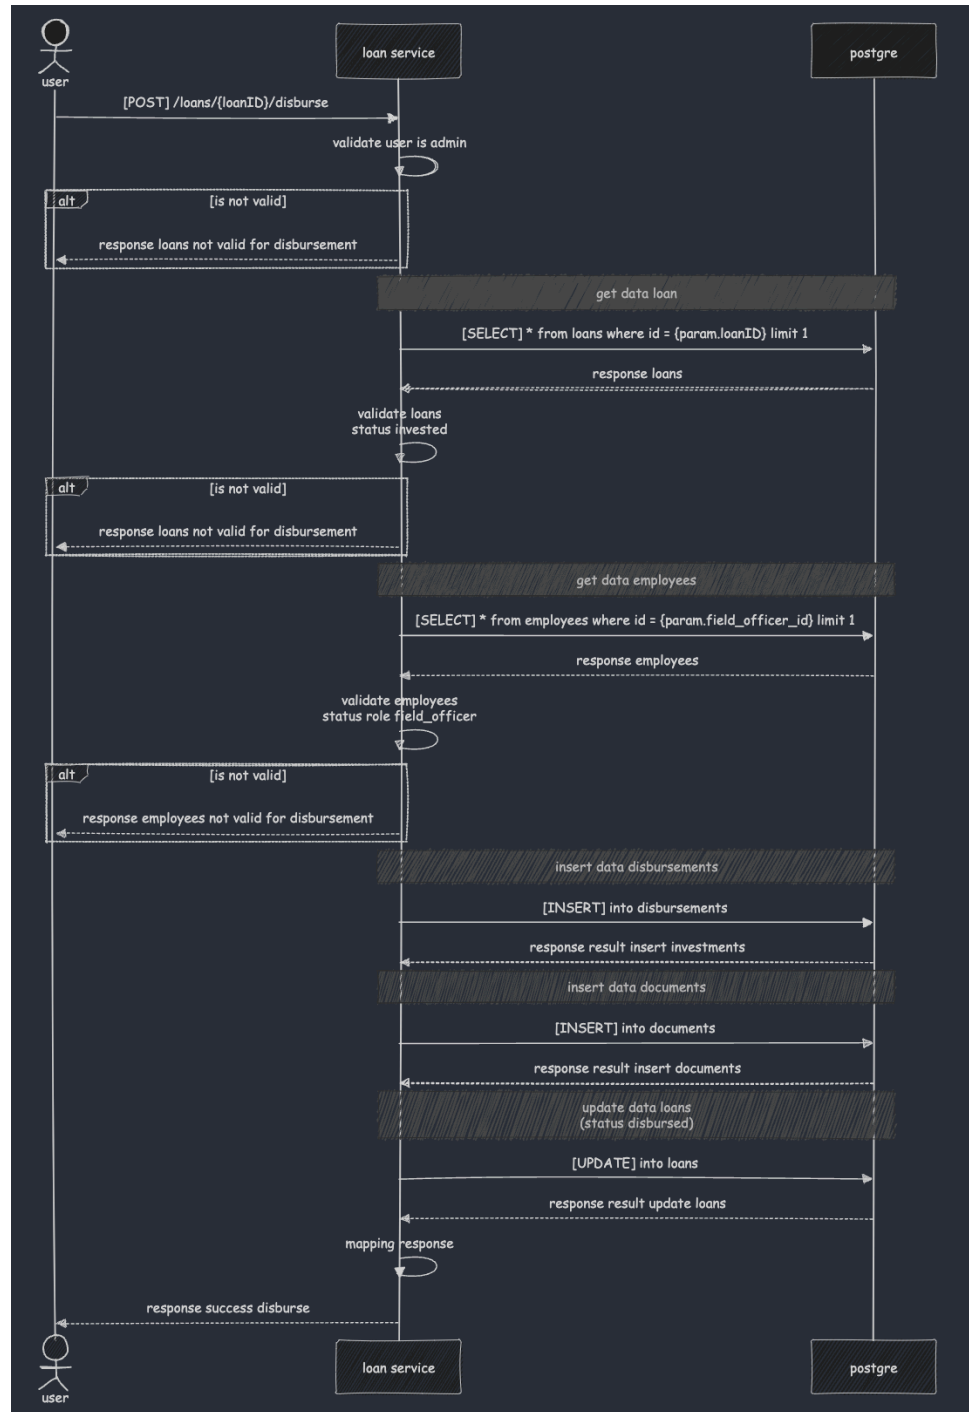 loan service
postgre
user
[POST] /loans/{loanID}/disburse
validate user is admin
alt
[is not valid]
response loans not valid for disbursement
get data loan
[SELECT] * from loans where id = {param.loanID} limit 1
response loans
validate loans
status invested
alt
[is not valid]
response loans not valid for disbursement
get data employees
[SELECT] * from employees where id = {param.field_officer_id} limit 1
response employees
validate employees
status role field_officer
alt
[is not valid]
response employees not valid for disbursement
insert data disbursements
[INSERT] into disbursements
response result insert investments
insert data documents
[INSERT] into documents
response result insert documents
update data loans
(status disbursed)
[UPDATE] into loans
response result update loans
mapping response
response success disburse
loan service
postgre
user